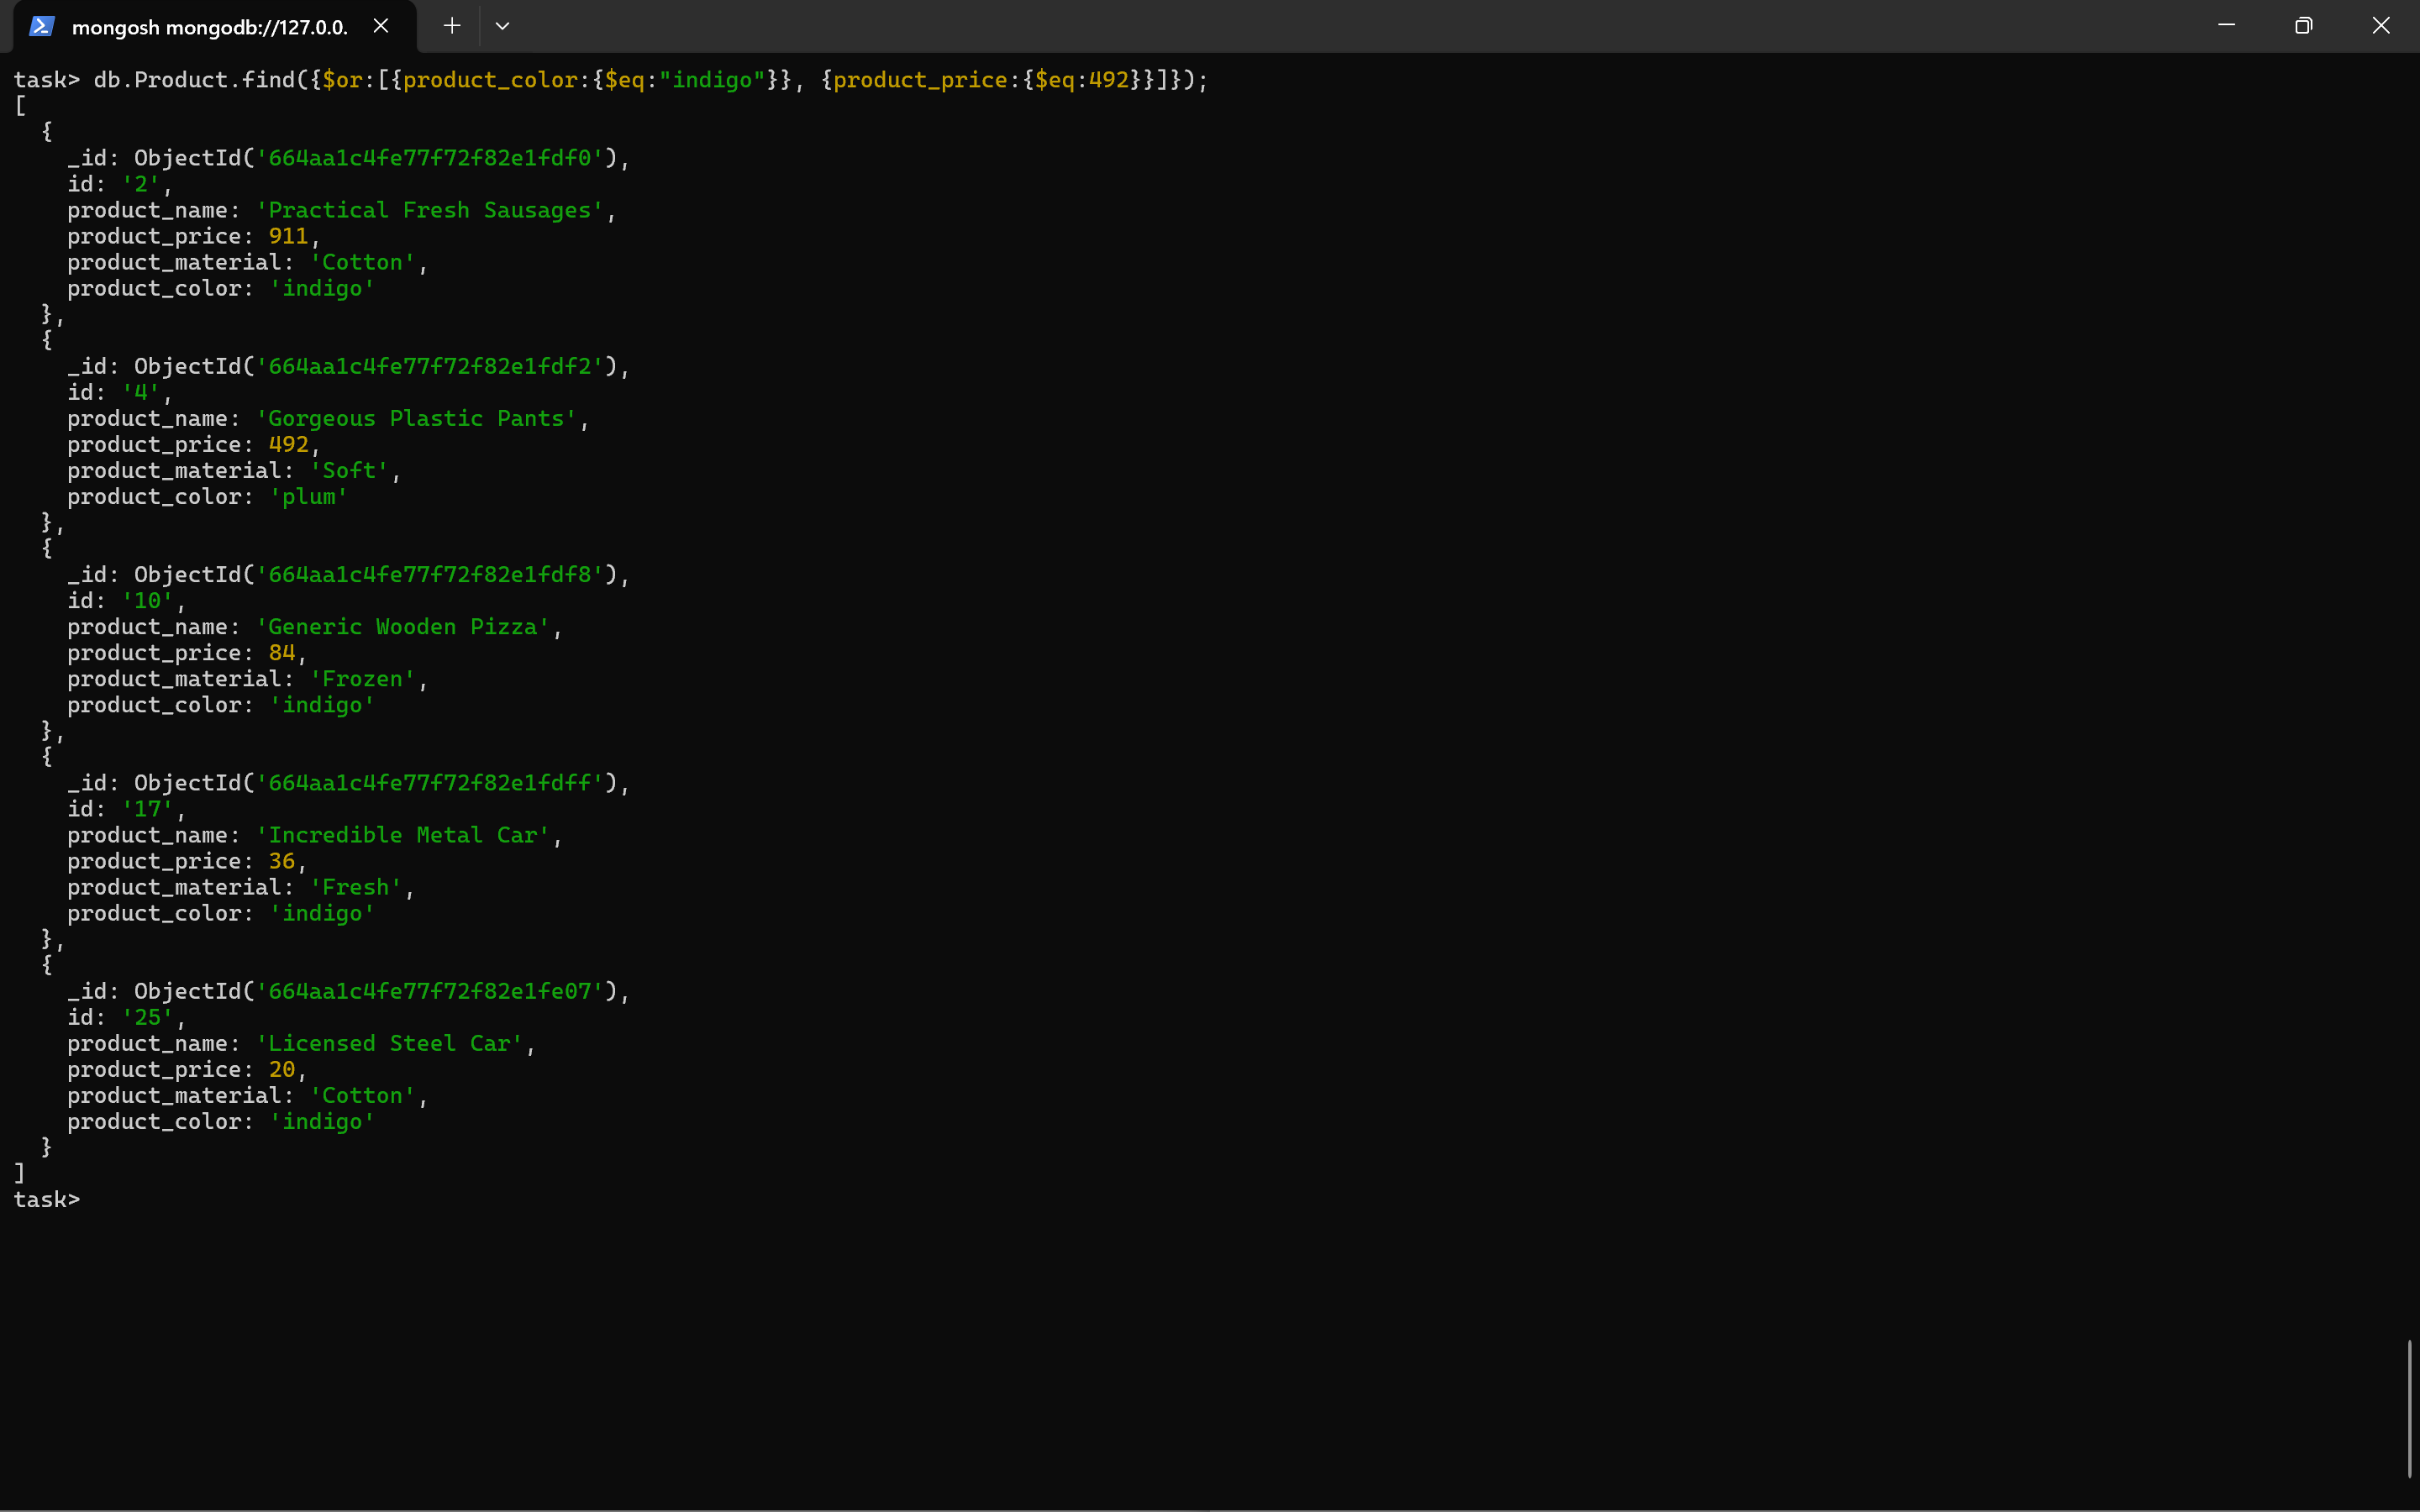 mongosh mongodb://127.0.0.
task> db.Product.find({$or:[{product_color:{$eq:"indigo"}}, {product_price:{$eq:492}}]});
[
  {
    _id: ObjectId('664aa1c4fe77f72f82e1fdf0'),
    id: '2',
    product_name: 'Practical Fresh Sausages',
    product_price: 911,
    product_material: 'Cotton',
    product_color: 'indigo'
  },
  {
    _id: ObjectId('664aa1c4fe77f72f82e1fdf2'),
    id: '4',
    product_name: 'Gorgeous Plastic Pants',
    product_price: 492,
    product_material: 'Soft',
    product_color: 'plum'
  },
  {
    _id: ObjectId('664aa1c4fe77f72f82e1fdf8'),
    id: '10',
    product_name: 'Generic Wooden Pizza',
    product_price: 84,
    product_material: 'Frozen',
    product_color: 'indigo'
  },
  {
    _id: ObjectId('664aa1c4fe77f72f82e1fdff'),
    id: '17',
    product_name: 'Incredible Metal Car',
    product_price: 36,
    product_material: 'Fresh',
    product_color: 'indigo'
  },
  {
    _id: ObjectId('664aa1c4fe77f72f82e1fe07'),
    id: '25',
    product_name: 'Licensed Steel Car',
    product_price: 20,
    product_material: 'Cotton',
    product_color: 'indigo'
  }
]
task>